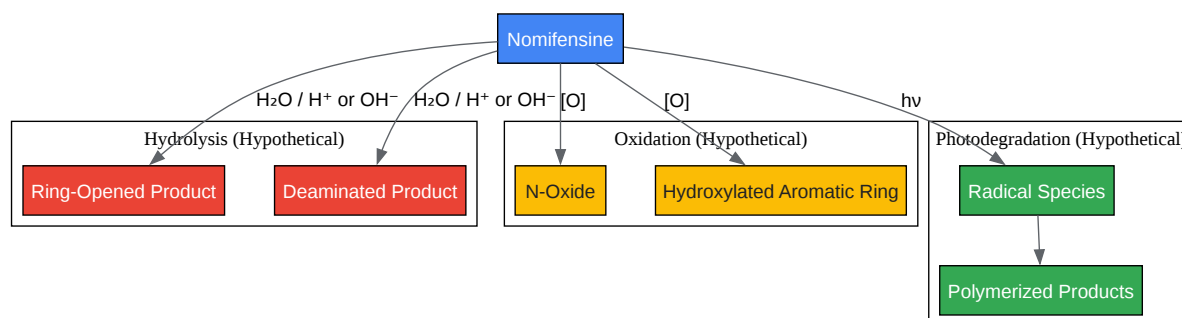 Nomifensine
H₂O / H⁺ or OH⁻
H₂O / H⁺ or OH⁻
[O]
[O]
hν
Hydrolysis (Hypothetical)
Oxidation (Hypothetical)
Photodegradation (Hypothetical)
Ring-Opened Product
Deaminated Product
N-Oxide
Hydroxylated Aromatic Ring
Radical Species
Polymerized Products